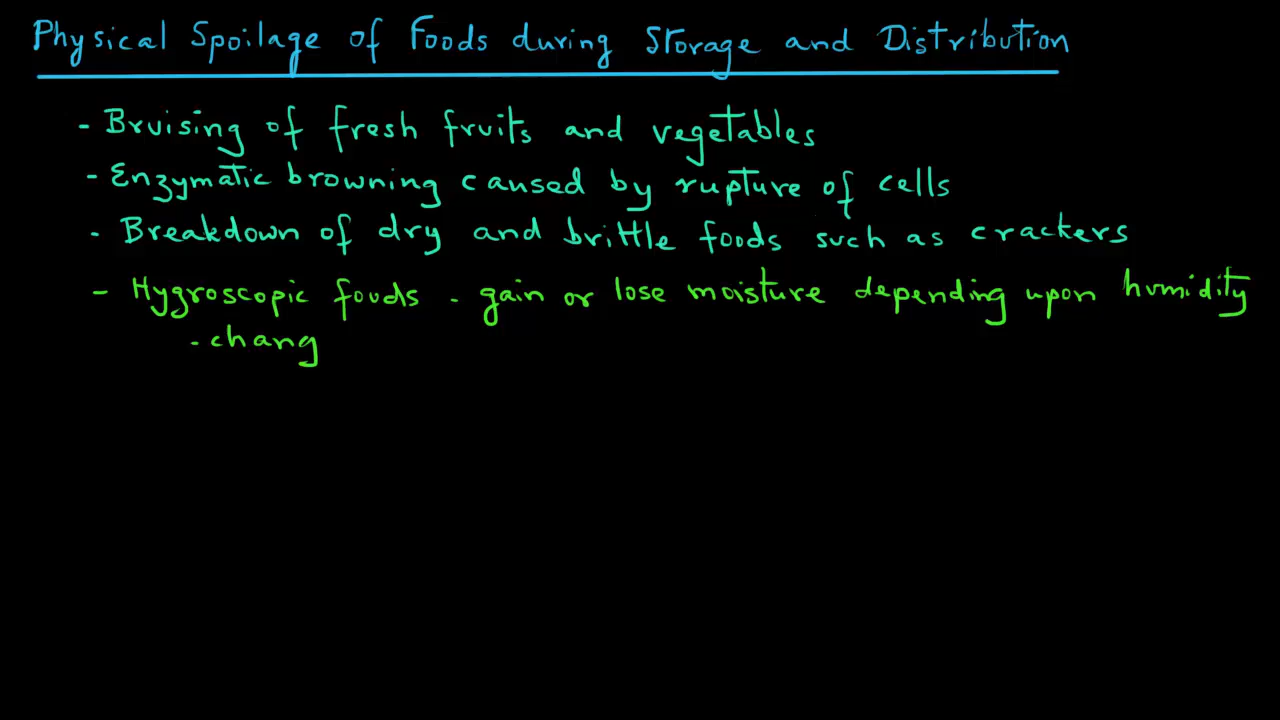 Physical Spoilage of Foods during Storage and Distribution
- Bruising of fresh fruits and vegetables
- Enzymatic browning caused by rupture of cells
- Breakdown of dry and brittle foods such as crackers
- Hygroscopic foods - gain or lose moisture depending upon humidity
- chang